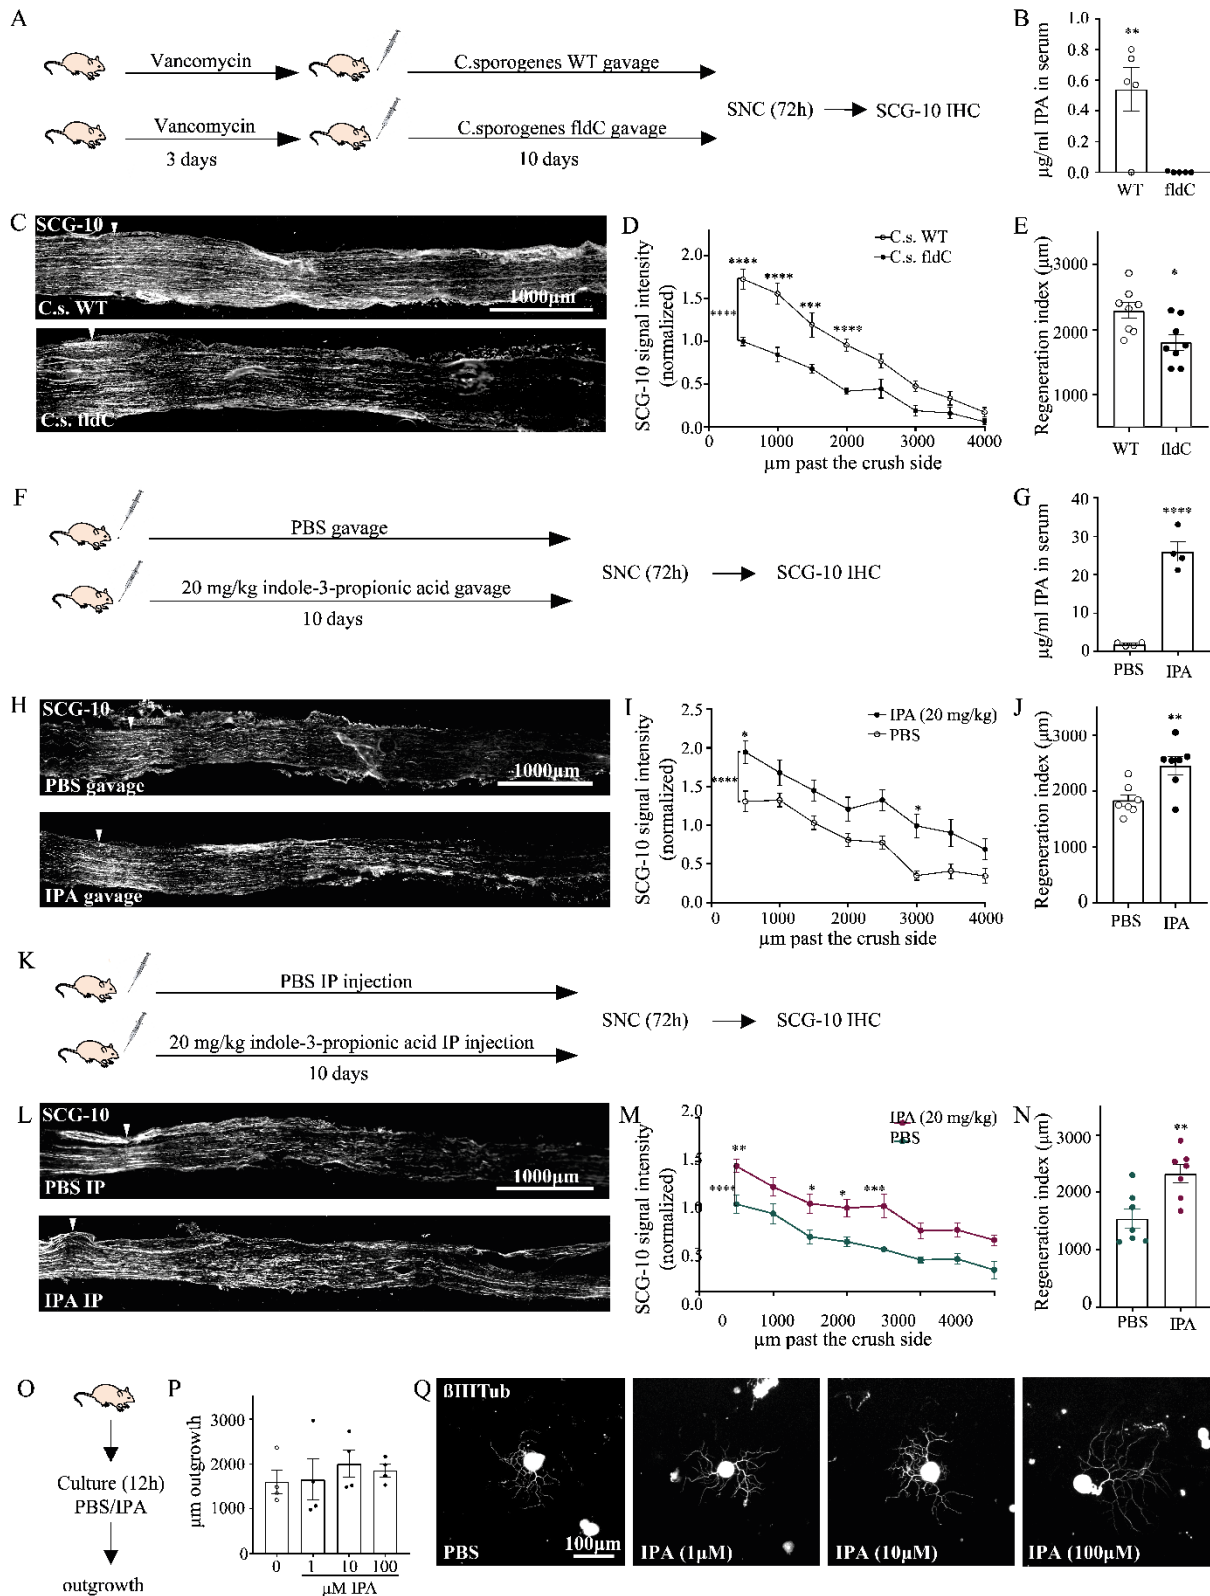 A
Vancomycin
C.sporogenes WT gavage
SNC (72h)
SCG-10 IHC
Vancomycin
C.sporogenes fldC gavage
3 days
10 days
B
**
µg/ml IPA in serum
1.0
0.8
0.6
0.4
0.2
0.0
WT
fldC
C
SCG-10
C.s. WT
1000µm
C.s. fldC
D
C.s. WT
C.s. fldC
SCG-10 signal intensity
(normalized)
2.0
1.5
1.0
0.5
0.0
****
****
***
****
****
0
1000
2000
3000
4000
µm past the crush side
E
Regeneration index (µm)
3000
2000
1000
*
WT
fldC
F
PBS gavage
20 mg/kg indole-3-propionic acid gavage
10 days
SNC (72h)
SCG-10 IHC
G
µg/ml IPA in serum
40
30
20
10
0
****
PBS
IPA
H
SCG-10
PBS gavage
1000µm
IPA gavage
I
IPA (20 mg/kg)
PBS
SCG-10 signal intensity
(normalized)
2.5
2.0
1.5
1.0
0.5
0.0
*
****
*
0
1000
2000
3000
4000
µm past the crush side
J
Regeneration index (µm)
3000
2000
1000
0
**
PBS
IPA
K
PBS IP injection
20 mg/kg indole-3-propionic acid IP injection
10 days
SNC (72h)
SCG-10 IHC
L
SCG-10
PBS IP
1000µm
IPA IP
M
IPA (20 mg/kg)
PBS
SCG-10 signal intensity
(normalized)
2.0
1.5
1.0
0.5
0.0
**
****
*
*
***
0
1000
2000
3000
4000
µm past the crush side
N
Regeneration index (µm)
3000
2000
1000
0
**
PBS
IPA
O
Culture (12h)
PBS/IPA
outgrowth
P
µm outgrowth
3000
2000
1000
0
0
1
10
100
µM IPA
Q
ßIIITub
PBS
100µm
IPA (1µM)
IPA (10µM)
IPA (100µM)